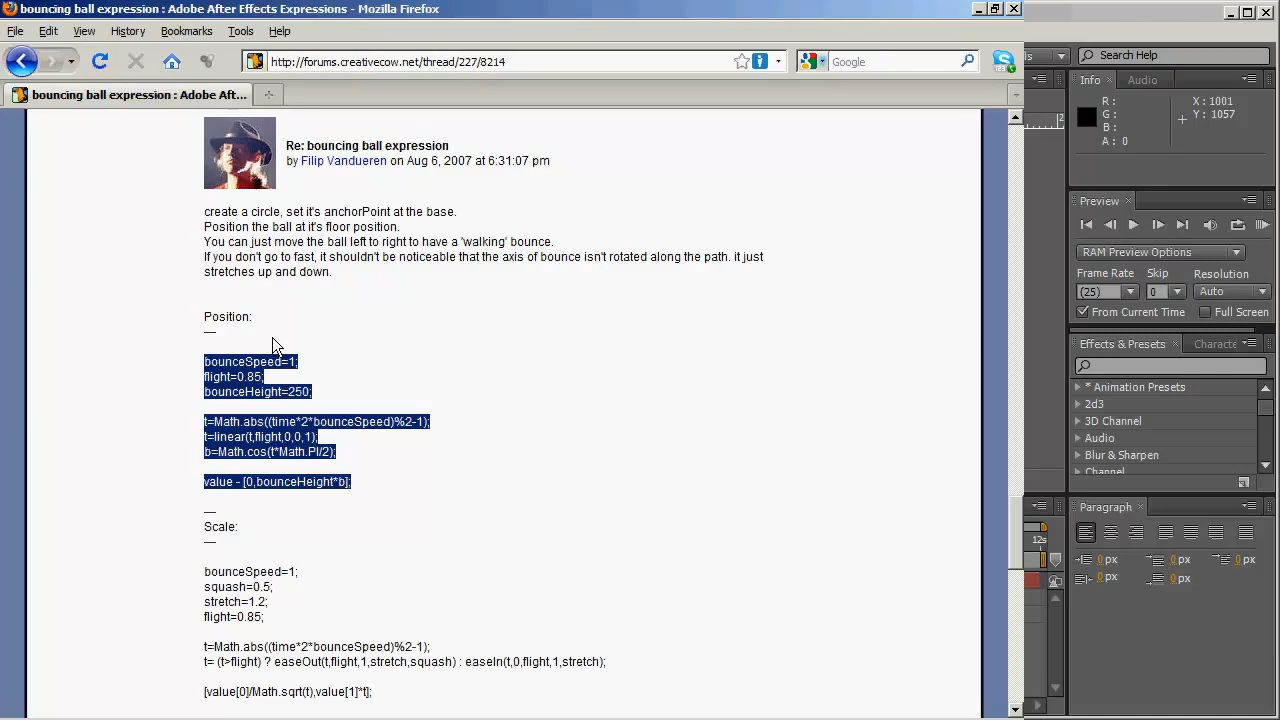 bouncing ball expression : Adobe After Effects Expressions - Mozilla Firefox
File Edit View History Bookmarks Tools Help
http://forums.creativecow.net/thread/227/8214
Google
bouncing ball expression : Adobe Aft...
Re: bouncing ball expression
by Filip Vandueren on Aug 6, 2007 at 6:31:07 pm
create a circle, set it's anchorPoint at the base.
Position the ball at it's floor position.
You can just move the ball left to right to have a 'walking' bounce.
If you don't go to fast, it shouldn't be noticeable that the axis of bounce isn't rotated along the path. it just
stretches up and down.
Position:
—
bounceSpeed=1;
flight=0.85;
bounceHeight=250;
t=Math.abs((time*2*bounceSpeed)%2-1);
t=linear(t,flight,0,0,1);
b=Math.cos(t*Math.PI/2);
value - [0,bounceHeight*b];
—
Scale:
—
bounceSpeed=1;
squash=0.5;
stretch=1.2;
flight=0.85;
t=Math.abs((time*2*bounceSpeed)%2-1);
t= (t>flight) ? easeOut(t,flight,1,stretch,squash) : easeIn(t,0,flight,1,stretch);
[value[0]/Math.sqrt(t),value[1]*t];
Search Help
Info Audio
R:
G:
B:
A: 0
X: 1001
Y: 1057
Preview
RAM Preview Options
Frame Rate Skip Resolution
(25) 0 Auto
From Current Time Full Screen
Effects & Presets Characte
* Animation Presets
2d3
3D Channel
Audio
Blur & Sharpen
Channel
Paragraph
0 px 0 px 0 px
0 px 0 px
12s